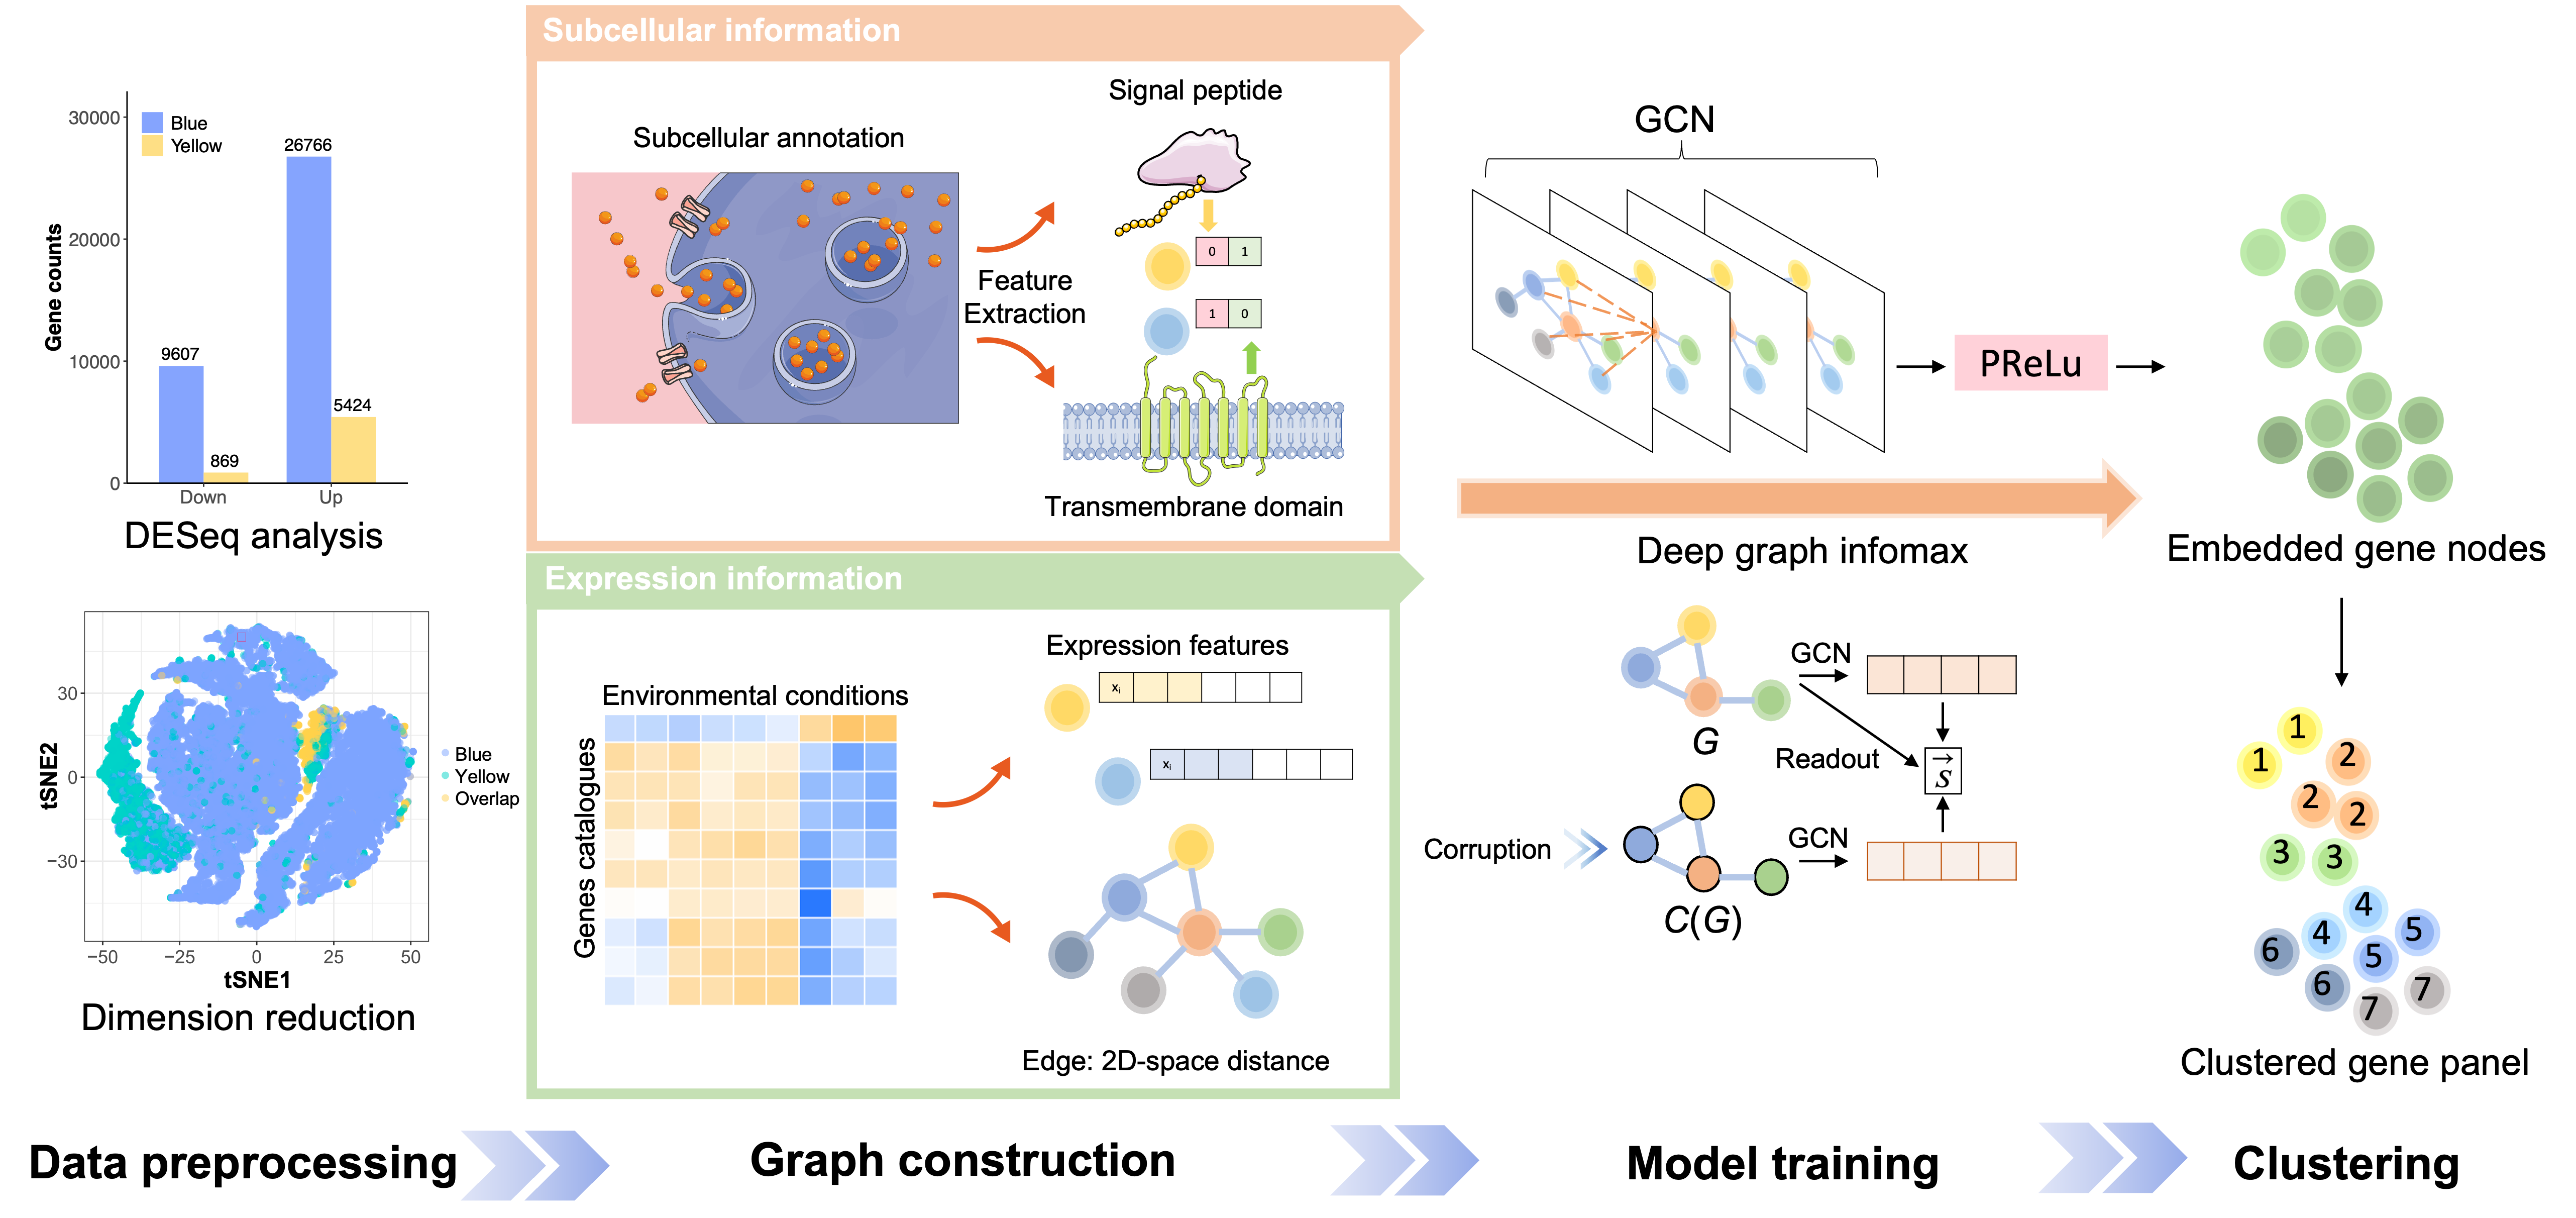 Subcellular information
Signal peptide
Subcellular annotation
0 1
Feature
Extraction
1 0
Transmembrane domain
30000
20000
10000
0
Gene counts
Blue
Yellow
26766
9607
5424
869
Down Up
DESeq analysis
30
0
−30
tSNE2
−50 −25 0 25 50
tSNE1
Blue
Yellow
Overlap
Dimension reduction
Expression information
Expression features
xi
xi
Environmental conditions
Genes catalogues
Edge: 2D-space distance
GCN
PReLu
Deep graph infomax
Embedded gene nodes
GCN
G
Readout
s
Corruption
GCN
C(G)
1
1
2
2
2
3
3
4
4
5
5
6
6
7
7
Clustered gene panel
Data preprocessing
Graph construction
Model training
Clustering